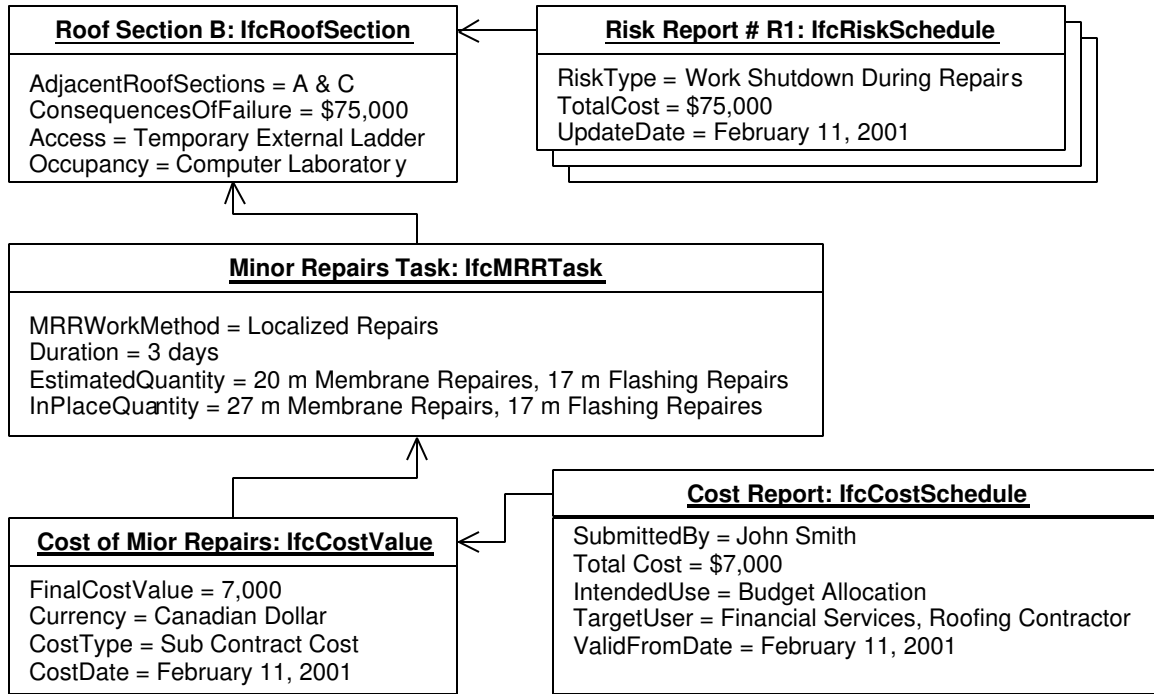 Roof Section B: IfcRoofSection
AdjacentRoofSections = A & C
ConsequencesOfFailure = $75,000
Access = Temporary External Ladder
Occupancy = Computer Laboratory
Risk Report # R1: IfcRiskSchedule
RiskType = Work Shutdown During Repairs
TotalCost = $75,000
UpdateDate = February 11, 2001
Minor Repairs Task: IfcMRRTask
MRRWorkMethod = Localized Repairs
Duration = 3 days
EstimatedQuantity = 20 m Membrane Repaires, 17 m Flashing Repairs
InPlaceQuantity = 27 m Membrane Repairs, 17 m Flashing Repaires
Cost of Mior Repairs: IfcCostValue
FinalCostValue = 7,000
Currency = Canadian Dollar
CostType = Sub Contract Cost
CostDate = February 11, 2001
Cost Report: IfcCostSchedule
SubmittedBy = John Smith
Total Cost = $7,000
IntendedUse = Budget Allocation
TargetUser = Financial Services, Roofing Contractor
ValidFromDate = February 11, 2001